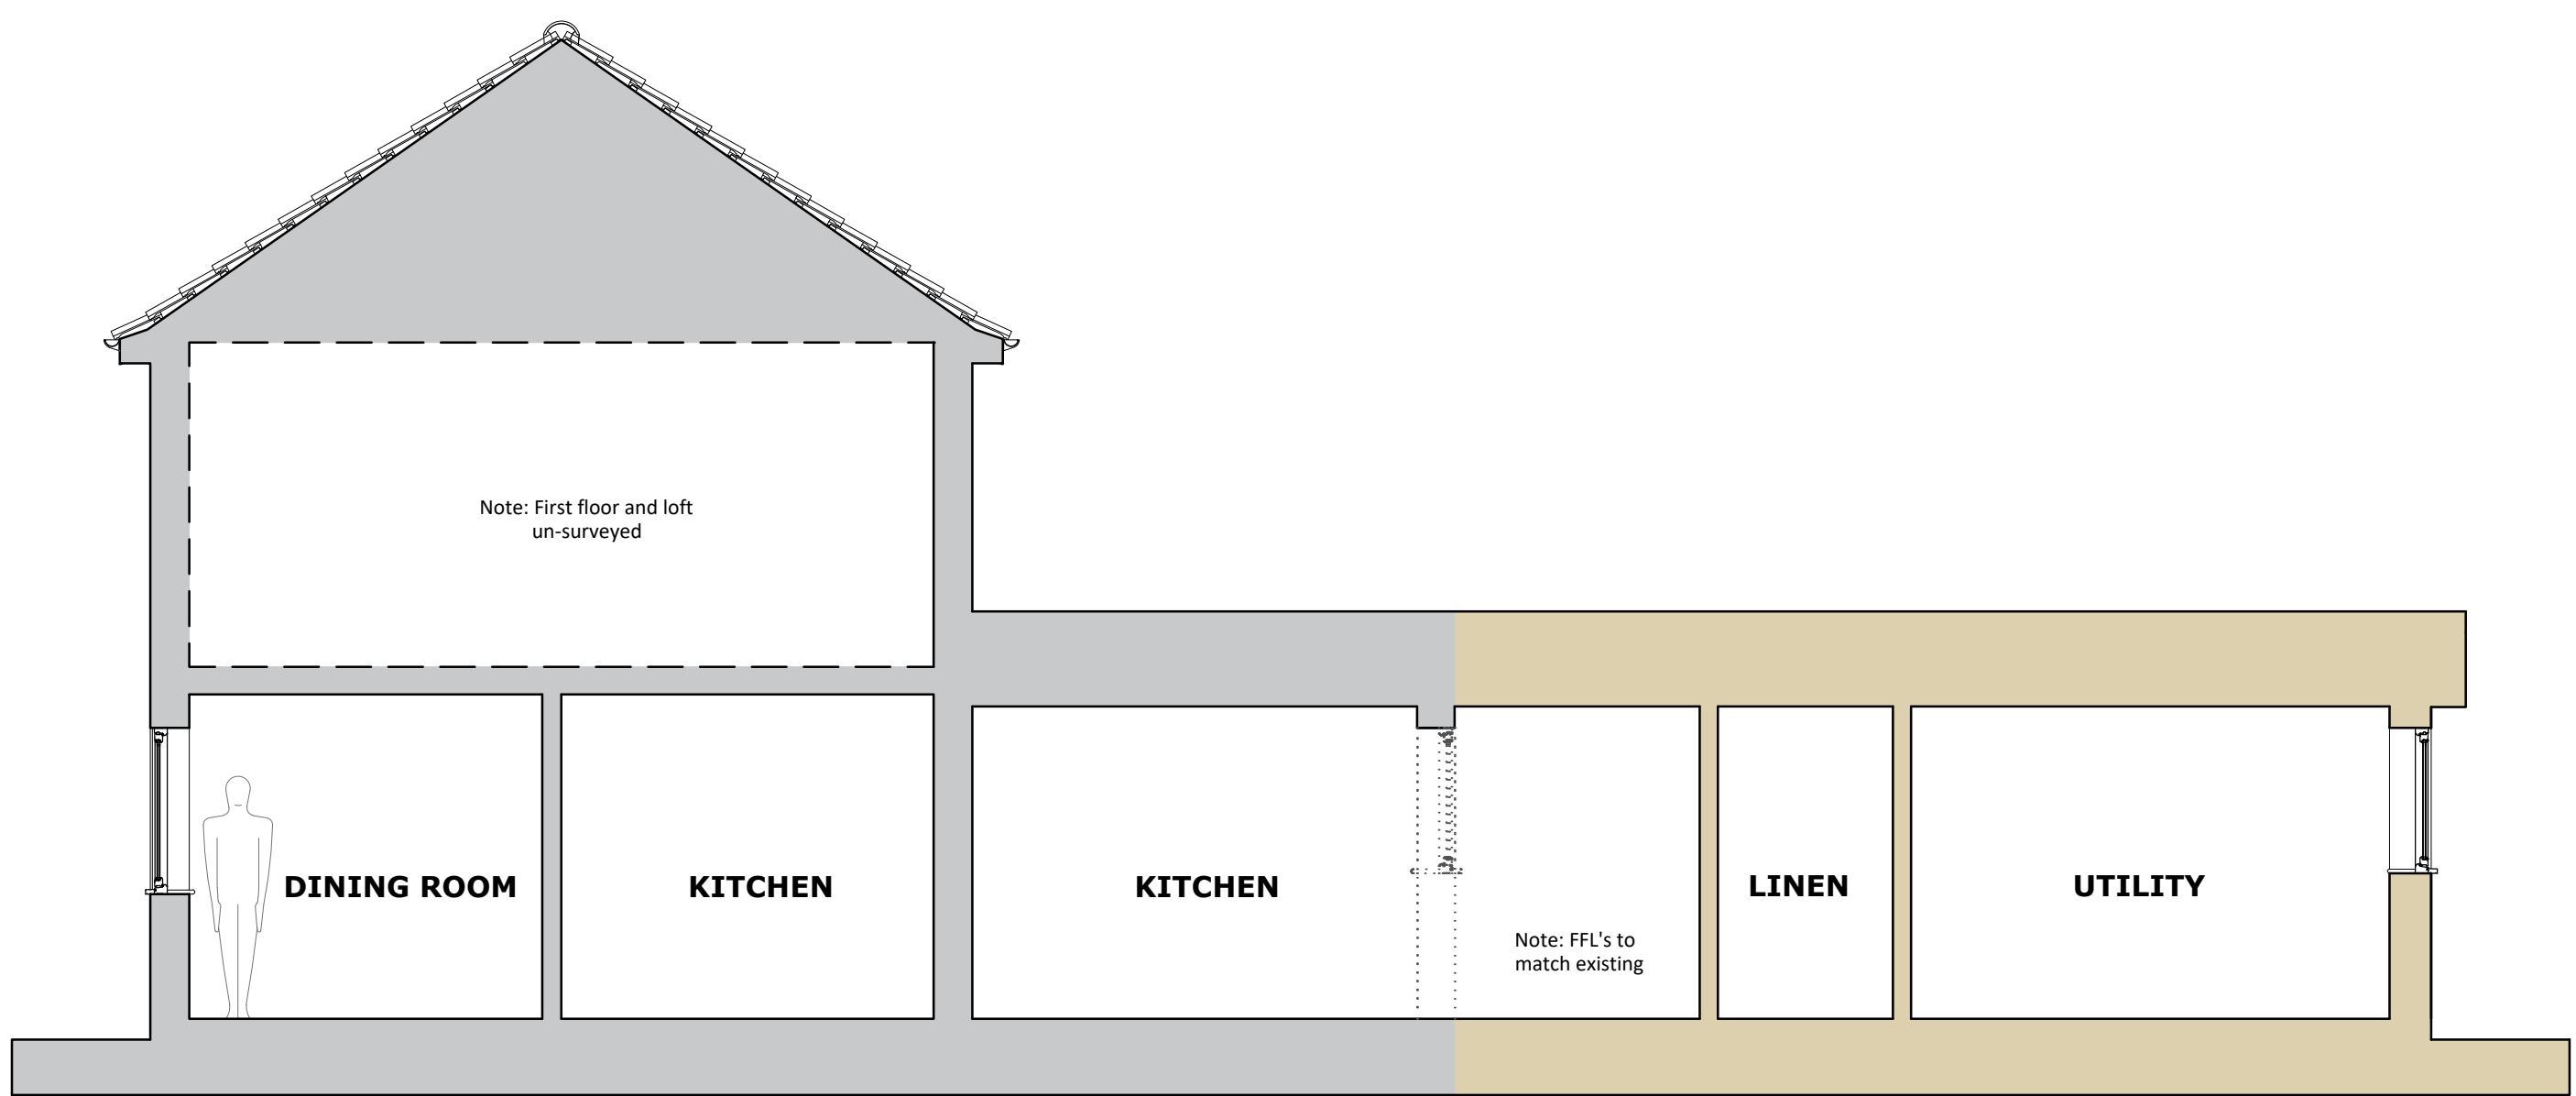 Note: First floor and loft
un-surveyed
DINING ROOM
KITCHEN
KITCHEN
LINEN
UTILITY
Note: FFL's to
match existing